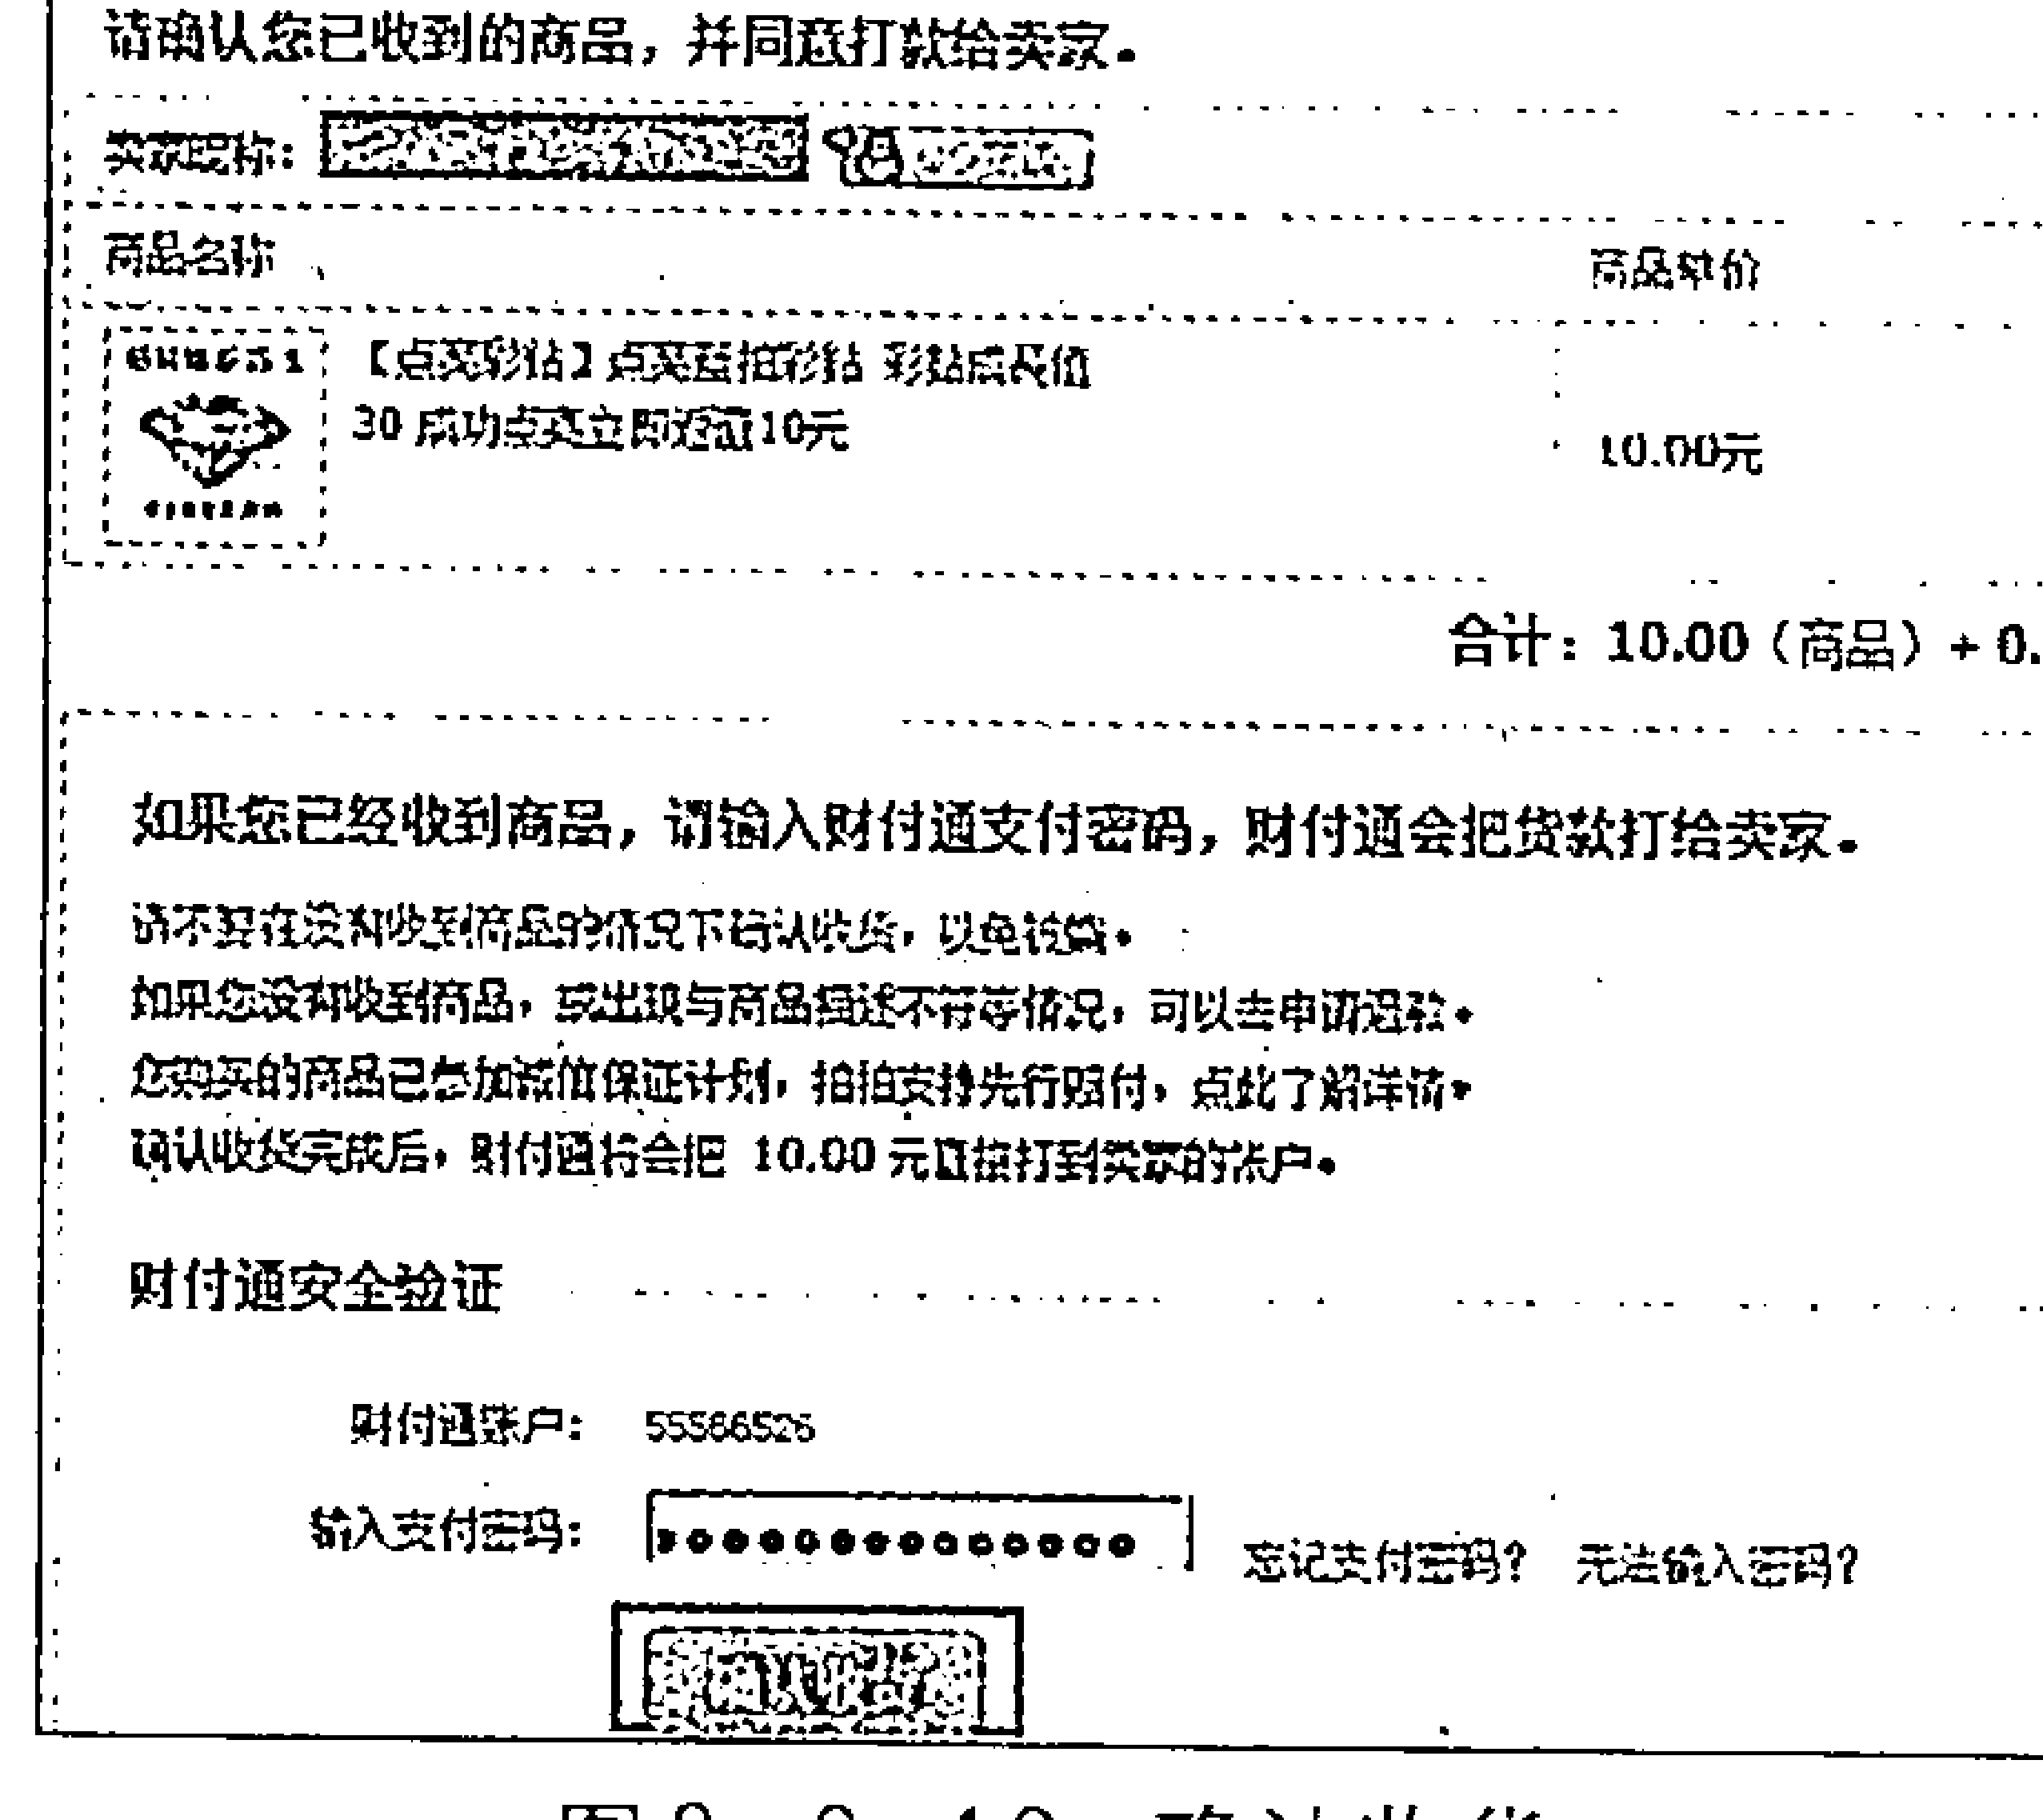 请确认您已收到的商品，并同意打款给卖家。
卖家昵称：
商品名称 商品单价
【点亮彩钻】点亮蓝拍彩钻 彩钻成长值
30 成功点亮立即返还10元 10.00元
合计：10.00（商品）+ 0.
如果您已经收到商品，请输入财付通支付密码，财付通会把货款打给卖家。
请不要在没有收到商品的情况下确认收货，以免被骗。
如果您没有收到商品，或出现与商品描述不符等情况，可以去申请退款。
您购买的商品已参加诚信保证计划，拍拍支持先行赔付，点此了解详情。
确认收货完成后，财付通将会把 10.00 元直接打到卖家的帐户。
财付通安全验证
财付通账户： 55586526
输入支付密码： 忘记支付密码？ 无法输入密码？
确认收货
确认收货